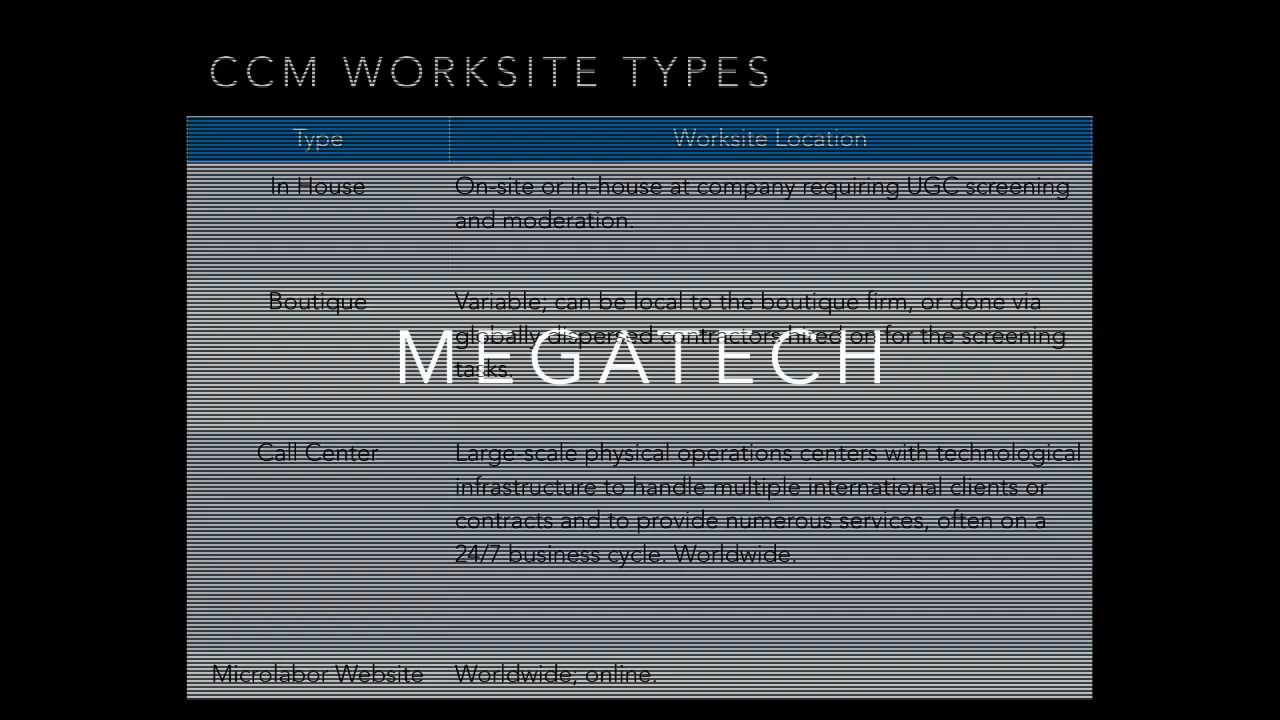 CCM WORKSITE TYPES
Type Worksite Location
In House On-site or in-house at company requiring UGC screening
and moderation.
Boutique Variable; can be local to the boutique firm, or done via
globally dispersed contractors hired on for the screening
tasks.
MEGATECH
Call Center Large-scale physical operations centers with technological
infrastructure to handle multiple international clients or
contracts and to provide numerous services, often on a
24/7 business cycle. Worldwide.
Microlabor Website Worldwide; online.